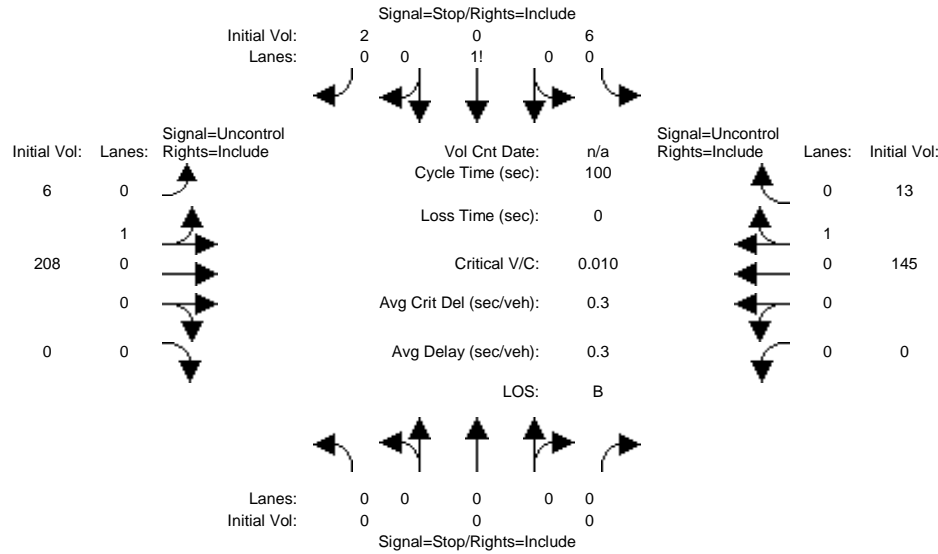 Signal=Stop/Rights=Include
Initial Vol: 2 0 6
Lanes: 0 0 1! 0 0
Signal=Uncontrol Signal=Uncontrol
Initial Vol: Lanes: Rights=Include Vol Cnt Date: n/a Rights=Include Lanes: Initial Vol:
Cycle Time (sec): 100
6 0 0 13
Loss Time (sec): 0
1 1
208 0 Critical V/C: 0.010 0 145
0 Avg Crit Del (sec/veh): 0.3 0
0 0 Avg Delay (sec/veh): 0.3 0 0
LOS: B
Lanes: 0 0 0 0 0
Initial Vol: 0 0 0
Signal=Stop/Rights=Include